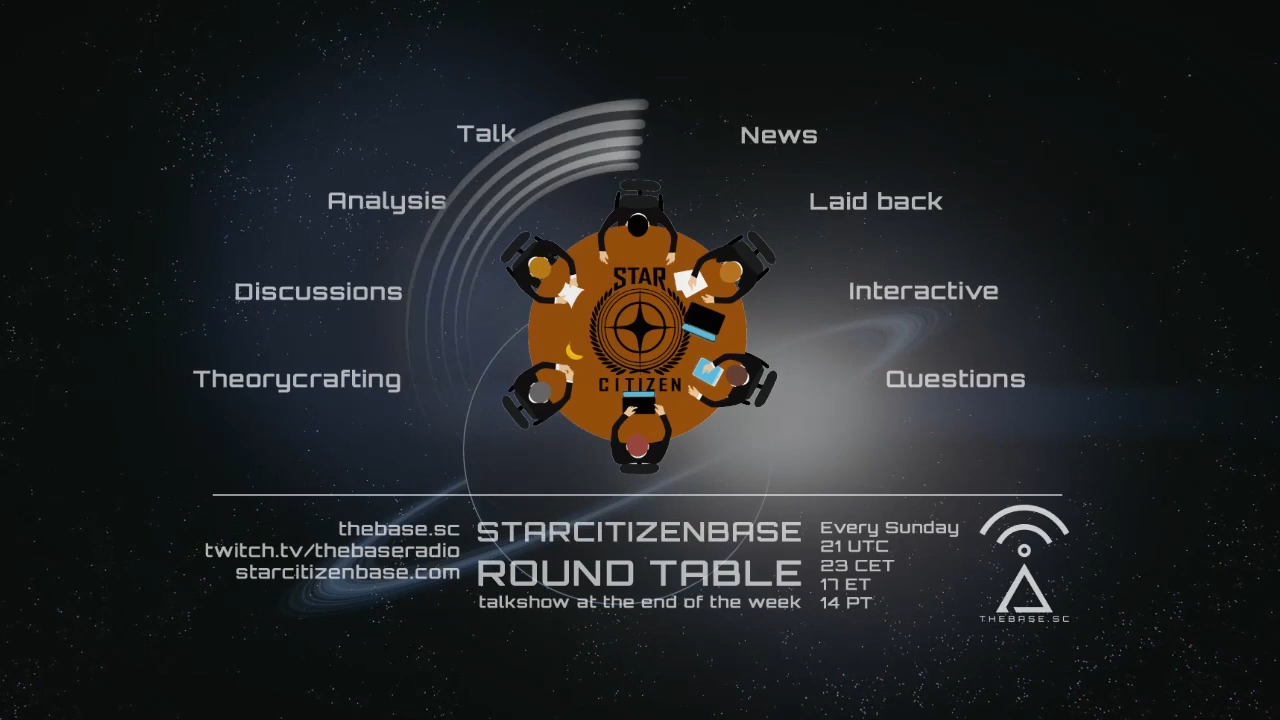 Talk
News
Analysis
Laid back
Discussions
Interactive
Theorycrafting
Questions
STAR
CITIZEN
thebase.sc
twitch.tv/thebaseradio
starcitizenbase.com
STARCITIZENBASE
ROUND TABLE
talkshow at the end of the week
Every Sunday
21 UTC
23 CET
17 ET
14 PT
THEBASE.SC